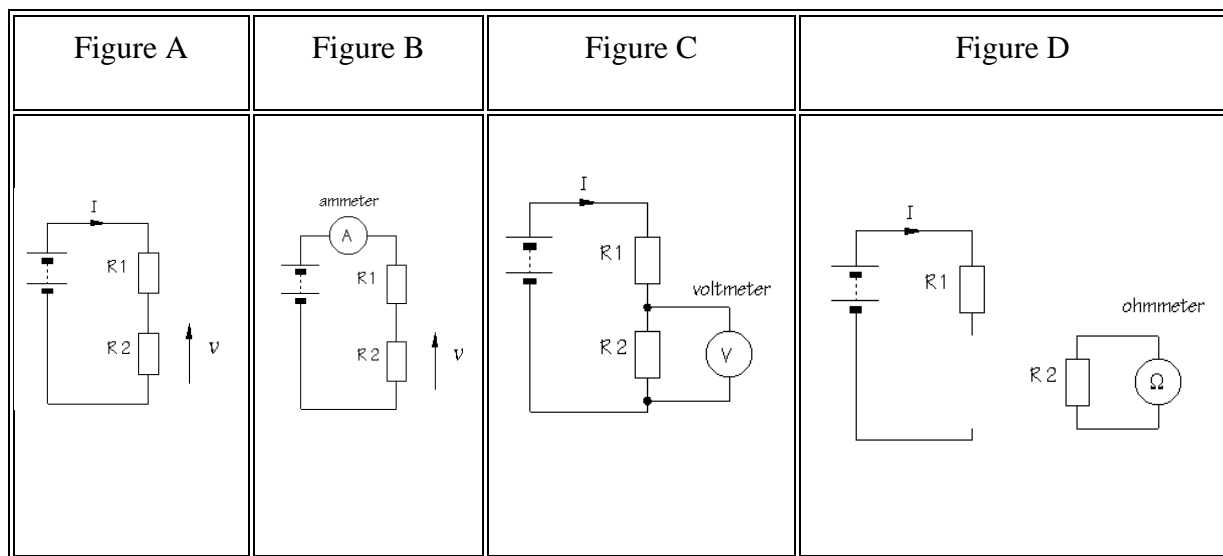 Figure A
Figure B
Figure C
Figure D
I
R1
R2
v
ammeter
A
R1
R2
v
I
R1
voltmeter
R2
V
I
R1
ohmmeter
R2
Ω